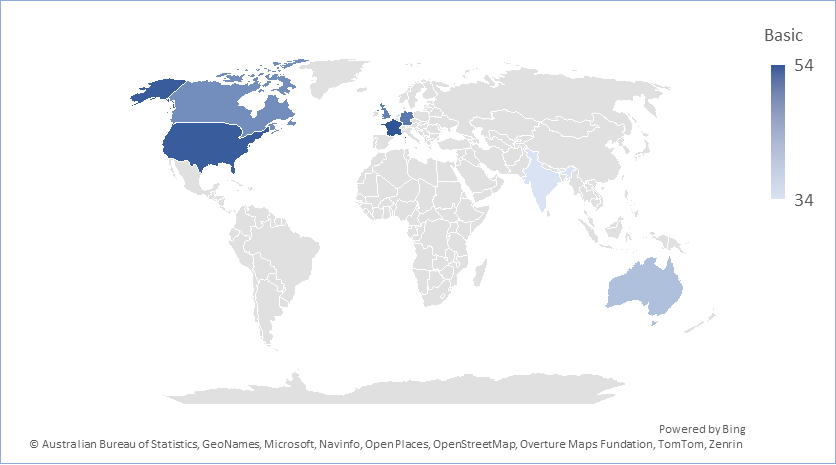 Basic
54
34
Powered by Bing
© Australian Bureau of Statistics, GeoNames, Microsoft, Navinfo, Open Places, OpenStreetMap, Overture Maps Fundation, TomTom, Zenrin